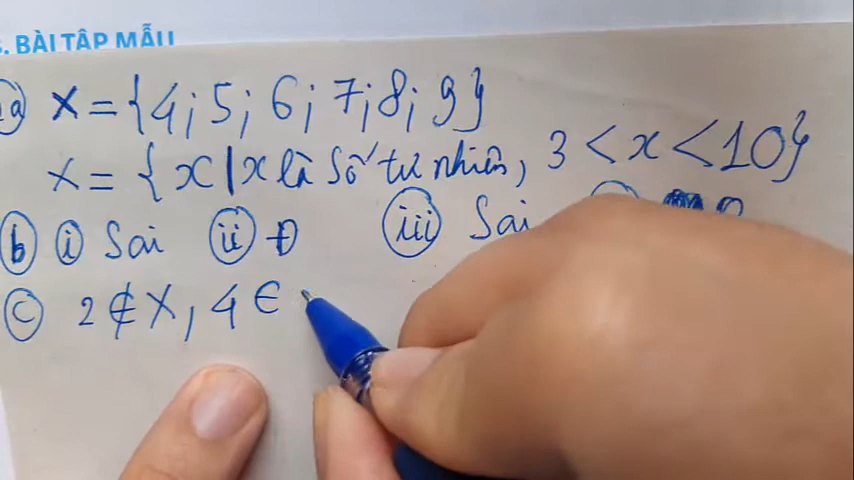 3. BÀI TẬP MẪU
a X = {4; 5; 6; 7; 8; 9}
X = {x | x là số tự nhiên, 3 < x < 10}
b i Sai ii Đ iii Sai
c 2 ∉ X, 4 ∈